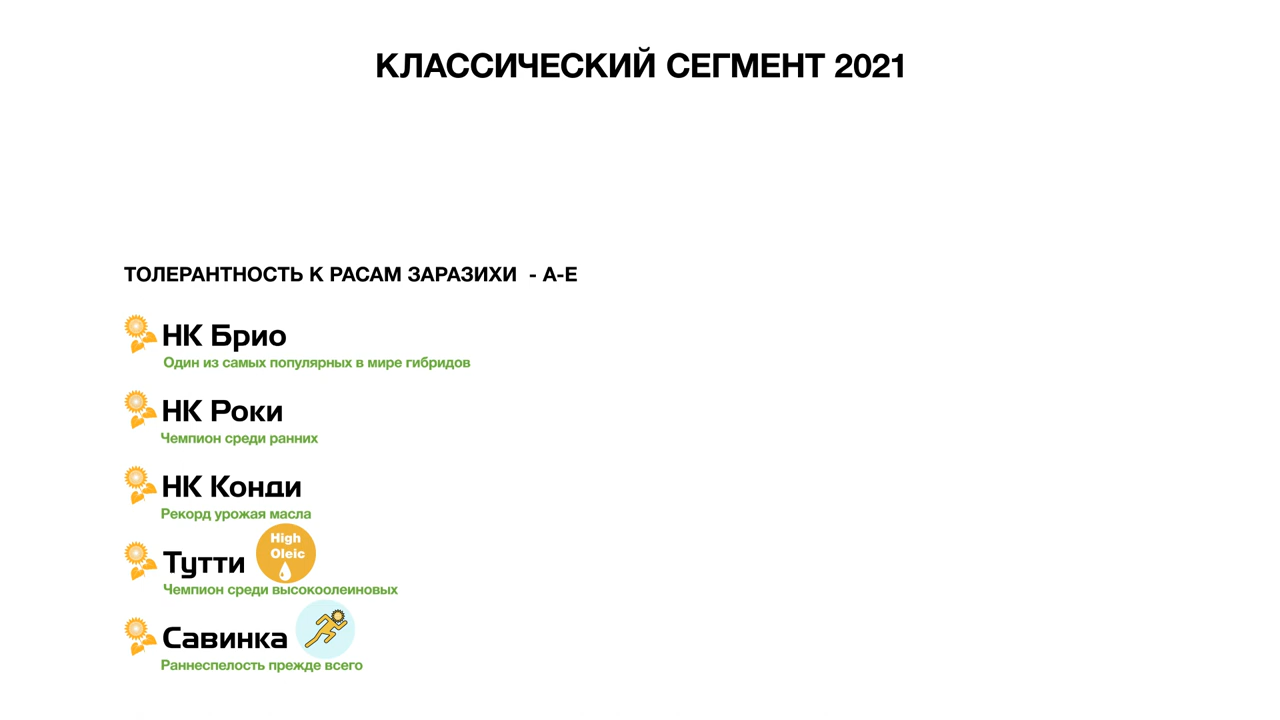 КЛАССИЧЕСКИЙ СЕГМЕНТ 2021
ТОЛЕРАНТНОСТЬ К РАСАМ ЗАРАЗИХИ - А-Е
НК Брио
Один из самых популярных в мире гибридов
НК Роки
Чемпион среди ранних
НК Конди
Рекорд урожая масла
High
Oleic
Тутти
Чемпион среди высокоолеиновых
Савинка
Раннеспелость прежде всего